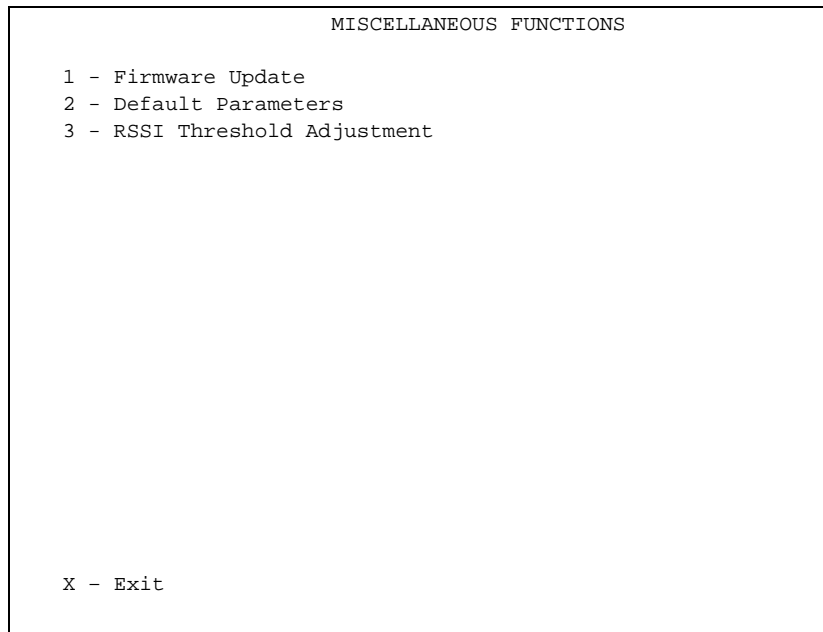 MISCELLANEOUS FUNCTIONS
1 – Firmware Update
2 – Default Parameters
3 – RSSI Threshold Adjustment
X – Exit